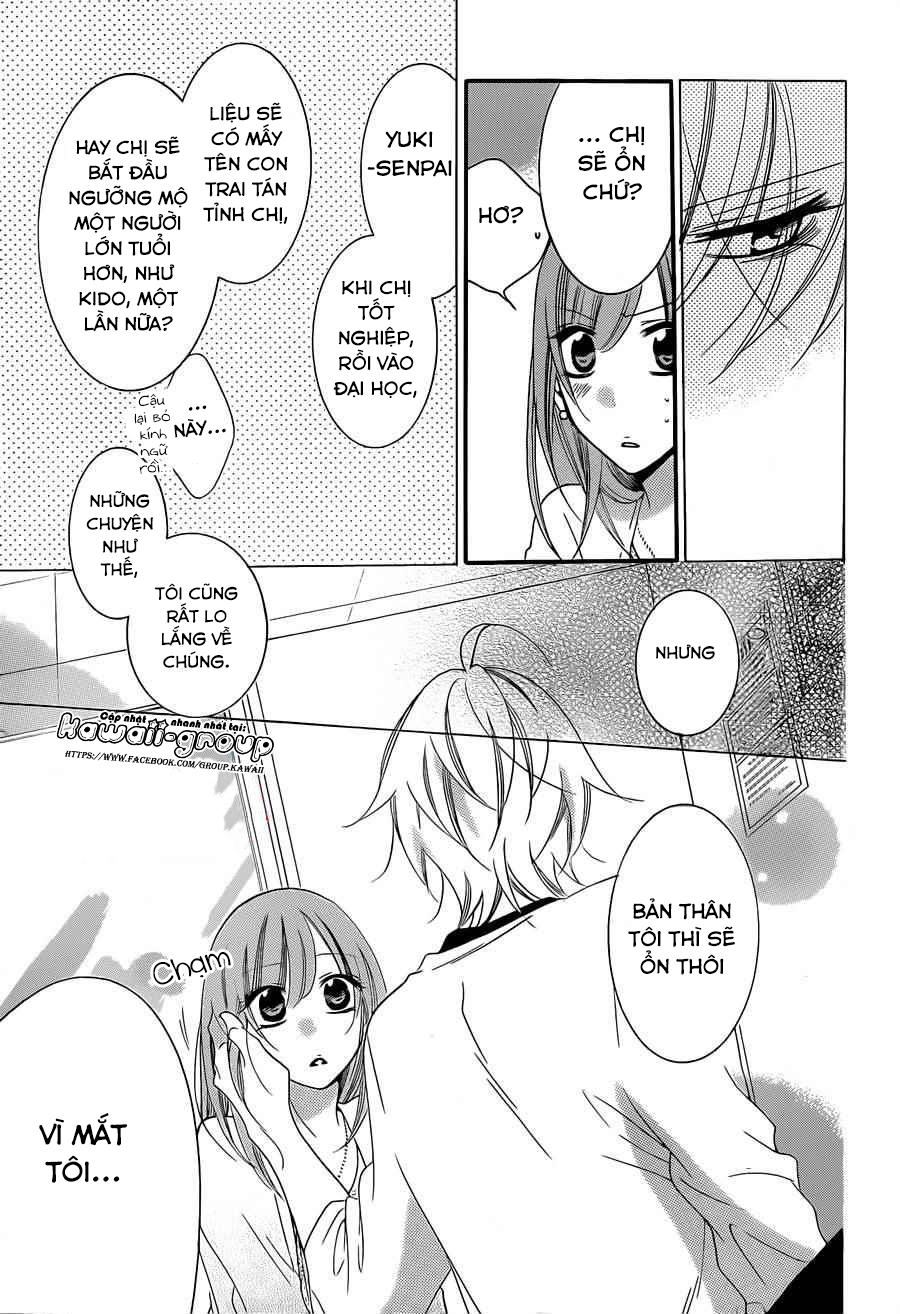 ... CHỊ
SẼ ỔN
CHỨ?
HƠ?
YUKI
-SENPAI
KHI CHỊ
TỐT
NGHIỆP,
RỒI VÀO
ĐẠI HỌC,
LIỆU SẼ
CÓ MẤY
TÊN CON
TRAI TÁN
TỈNH CHỊ,
HAY CHỊ SẼ
BẮT ĐẦU
NGƯỠNG MỘ
MỘT NGƯỜI
LỚN TUỔI
HƠN, NHƯ
KIDO, MỘT
LẦN NỮA?
...
NÀY...
Cậu
lại bỏ
kính
ngữ
rồi.
NHỮNG
CHUYỆN
NHƯ
THẾ,
TÔI CŨNG
RẤT LO
LẮNG VỀ
CHÚNG.
NHƯNG
Cập nhật nhanh nhất tại:
kawaii-group
HTTPS://WWW.FACEBOOK.COM/GROUP.KAWAII
BẢN THÂN
TÔI THÌ SẼ
ỔN THÔI
Chạm
VÌ MẮT
TÔI...